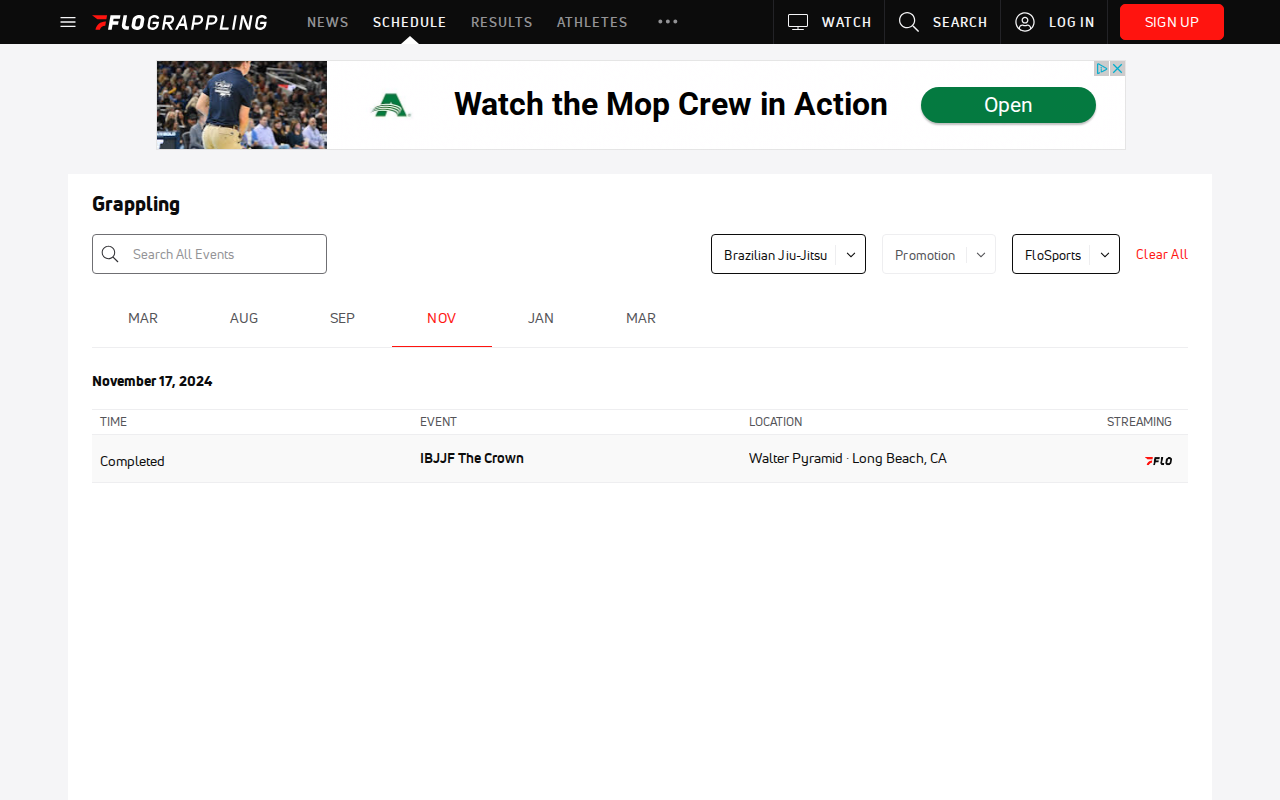 FLOGRAPPLING NEWS SCHEDULE RESULTS ATHLETES WATCH SEARCH LOG IN SIGN UP
Watch the Mop Crew in Action Open
Grappling
Search All Events Brazilian Jiu-Jitsu Promotion FloSports Clear All
MAR AUG SEP NOV JAN MAR
November 17, 2024
TIME EVENT LOCATION STREAMING
Completed IBJJF The Crown Walter Pyramid · Long Beach, CA FLO